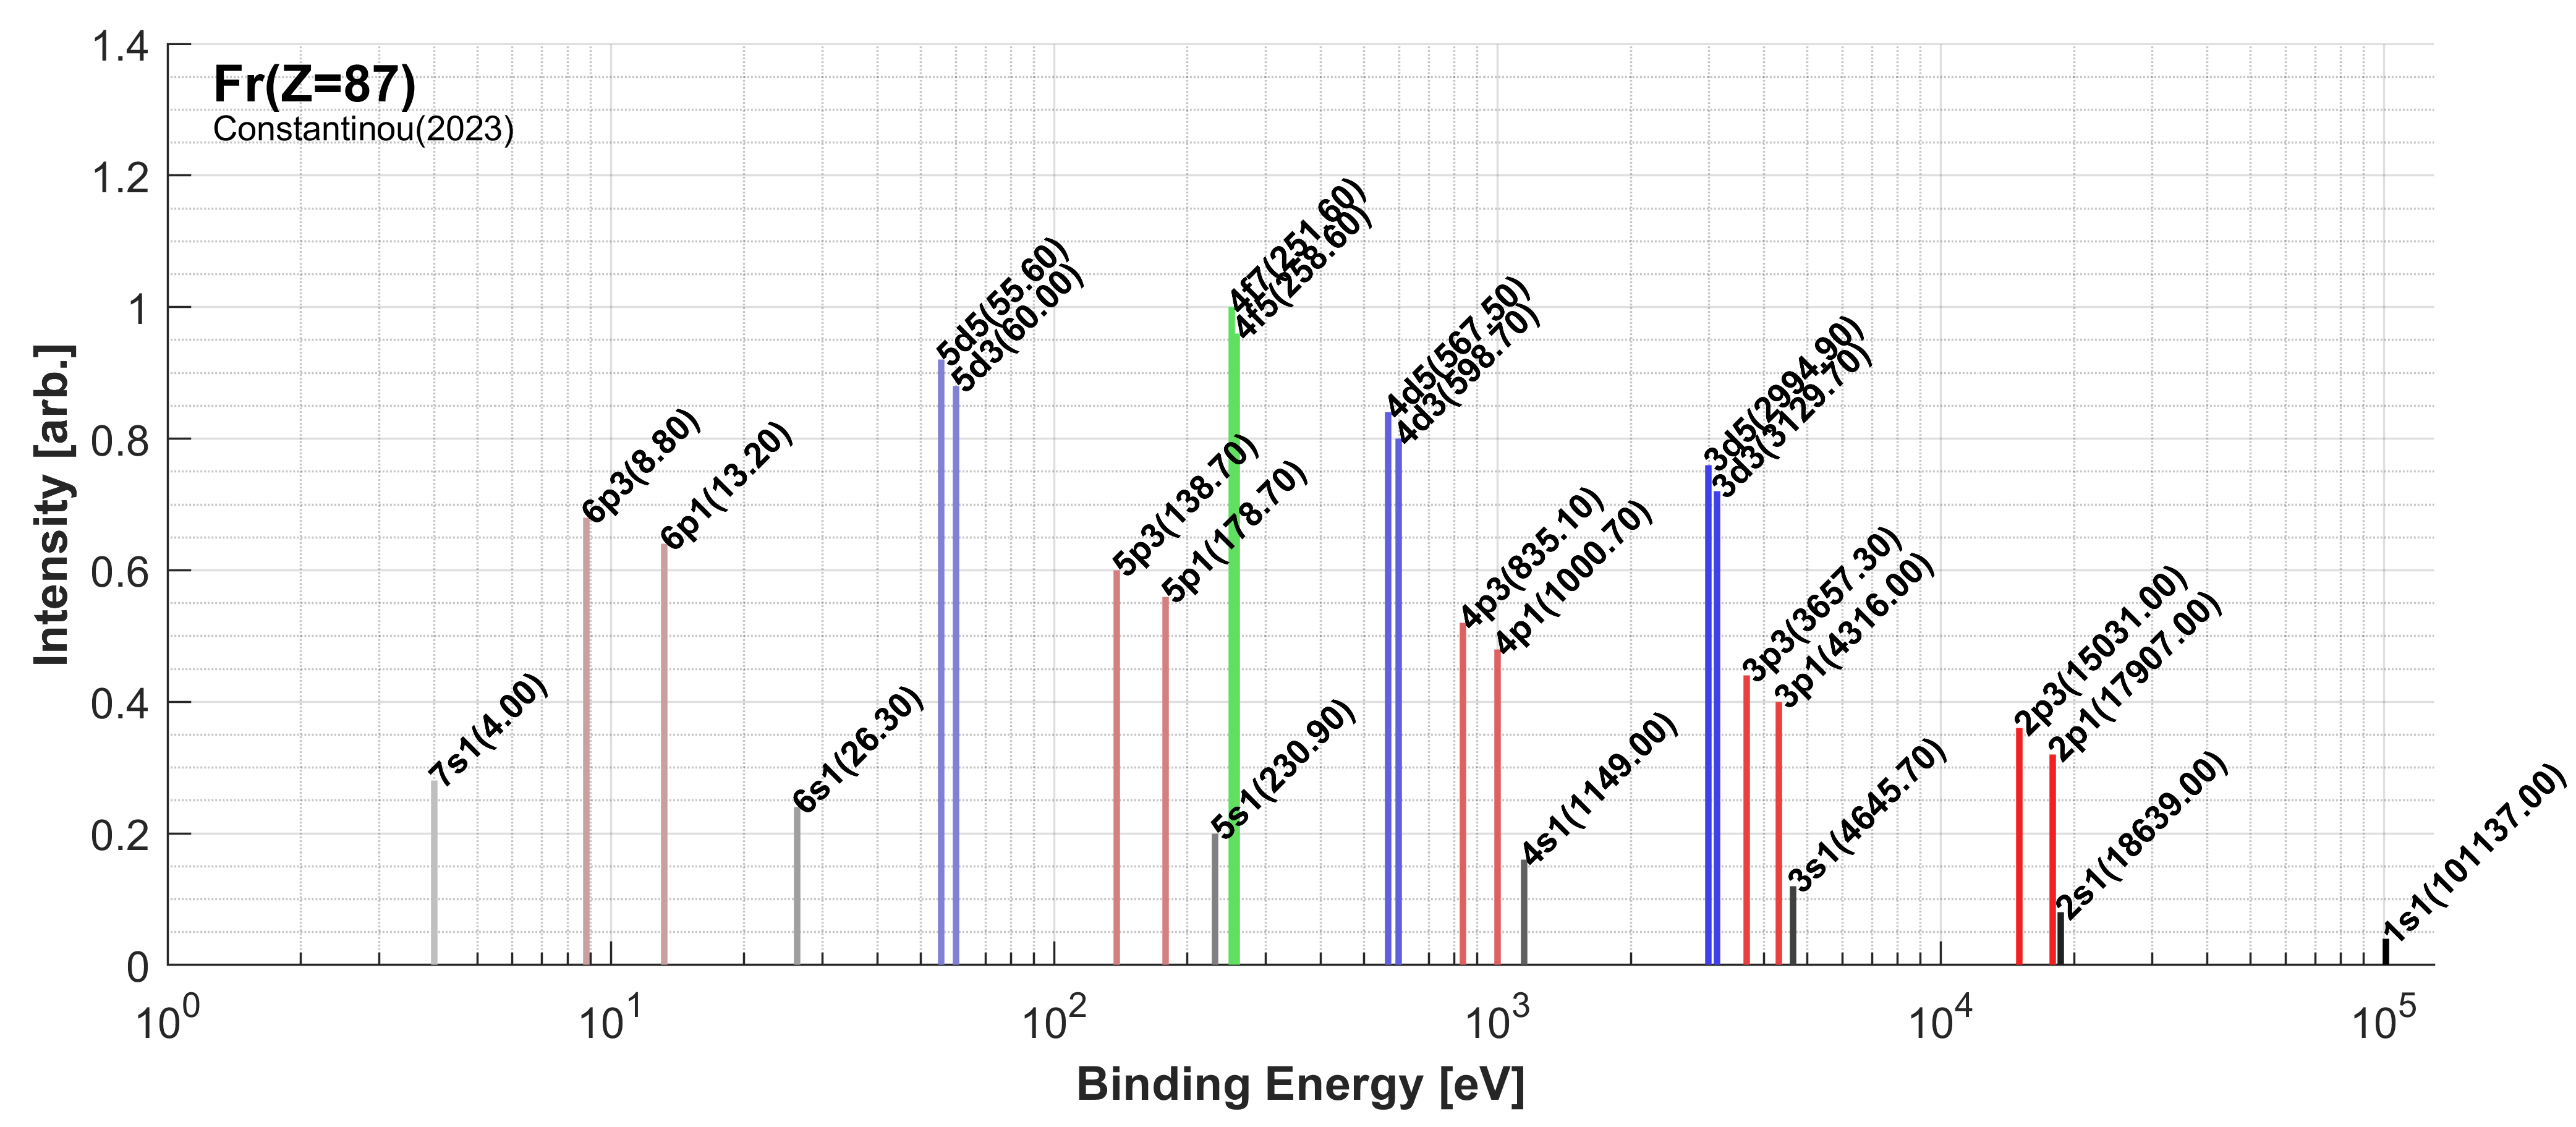 Fr(Z=87)
Constantinou(2023)
Intensity [arb.]
1.4
1.2
1
0.8
0.6
0.4
0.2
0
7s1(4.00)
6p3(8.80)
6p1(13.20)
6s1(26.30)
5d5(55.60)
5d3(60.00)
5p3(138.70)
5p1(178.70)
5s1(230.90)
4f7(251.60)
4f5(258.60)
4d5(567.50)
4d3(598.70)
4p3(835.10)
4p1(1000.70)
4s1(1149.00)
3d5(2994.90)
3d3(3129.70)
3p3(3657.30)
3p1(4316.00)
3s1(4645.70)
2p3(15031.00)
2p1(17907.00)
2s1(18639.00)
1s1(101137.00)
10^0 10^1 10^2 10^3 10^4 10^5
Binding Energy [eV]